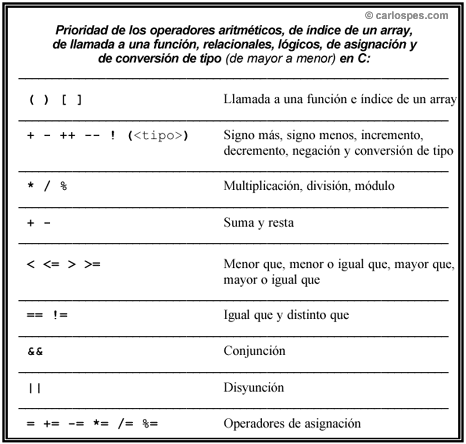 © carlospes.com
Prioridad de los operadores aritméticos, de índice de un array,
de llamada a una función, relacionales, lógicos, de asignación y
de conversión de tipo (de mayor a menor) en C:
( ) [ ] Llamada a una función e índice de un array
+ - ++ -- ! (<tipo>) Signo más, signo menos, incremento,
decremento, negación y conversión de tipo
* / % Multiplicación, división, módulo
+ - Suma y resta
< <= > >= Menor que, menor o igual que, mayor que,
mayor o igual que
== != Igual que y distinto que
&& Conjunción
|| Disyunción
= += -= *= /= %= Operadores de asignación